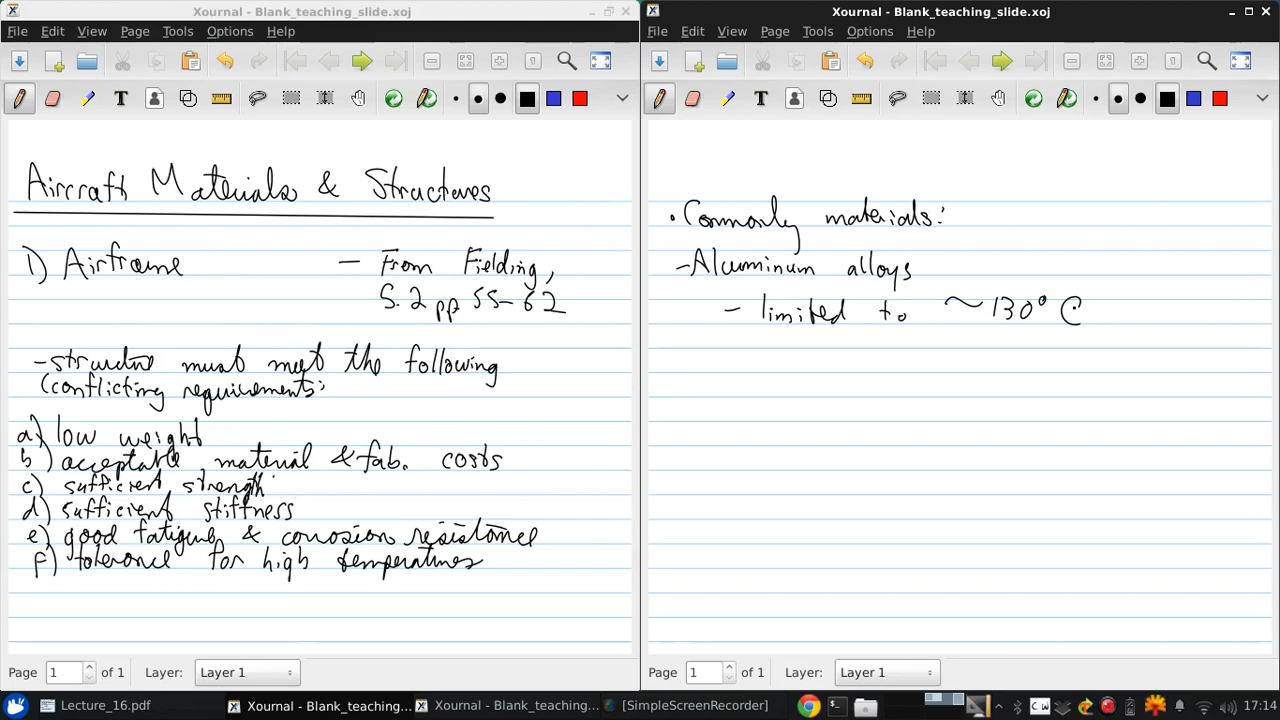 Xournal - Blank_teaching_slide.xoj
File Edit View Page Tools Options Help
Aircraft Materials & Structures
1) Airframe - From Fielding,
5.2 pp 55-62
- structure must meet the following
(conflicting requirements:
a) low weight
b) acceptable material & fab. costs
c) sufficient strength
d) sufficient stiffness
e) good fatigue & corrosion resistance
f) tolerance for high temperatures
Page 1 of 1 Layer: Layer 1
Xournal - Blank_teaching_slide.xoj
File Edit View Page Tools Options Help
• Commonly materials:
- Aluminum alloys
- limited to ~130° C
Page 1 of 1 Layer: Layer 1
Lecture_16.pdf Xournal - Blank_teaching... Xournal - Blank_teaching... [SimpleScreenRecorder] 17:14